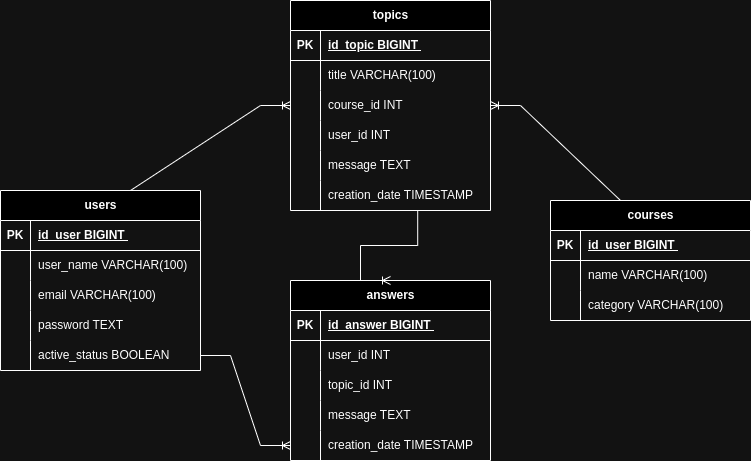 topics
PK id_topic BIGINT
title VARCHAR(100)
course_id INT
user_id INT
message TEXT
creation_date TIMESTAMP
users
PK id_user BIGINT
user_name VARCHAR(100)
email VARCHAR(100)
password TEXT
active_status BOOLEAN
courses
PK id_user BIGINT
name VARCHAR(100)
category VARCHAR(100)
answers
PK id_answer BIGINT
user_id INT
topic_id INT
message TEXT
creation_date TIMESTAMP